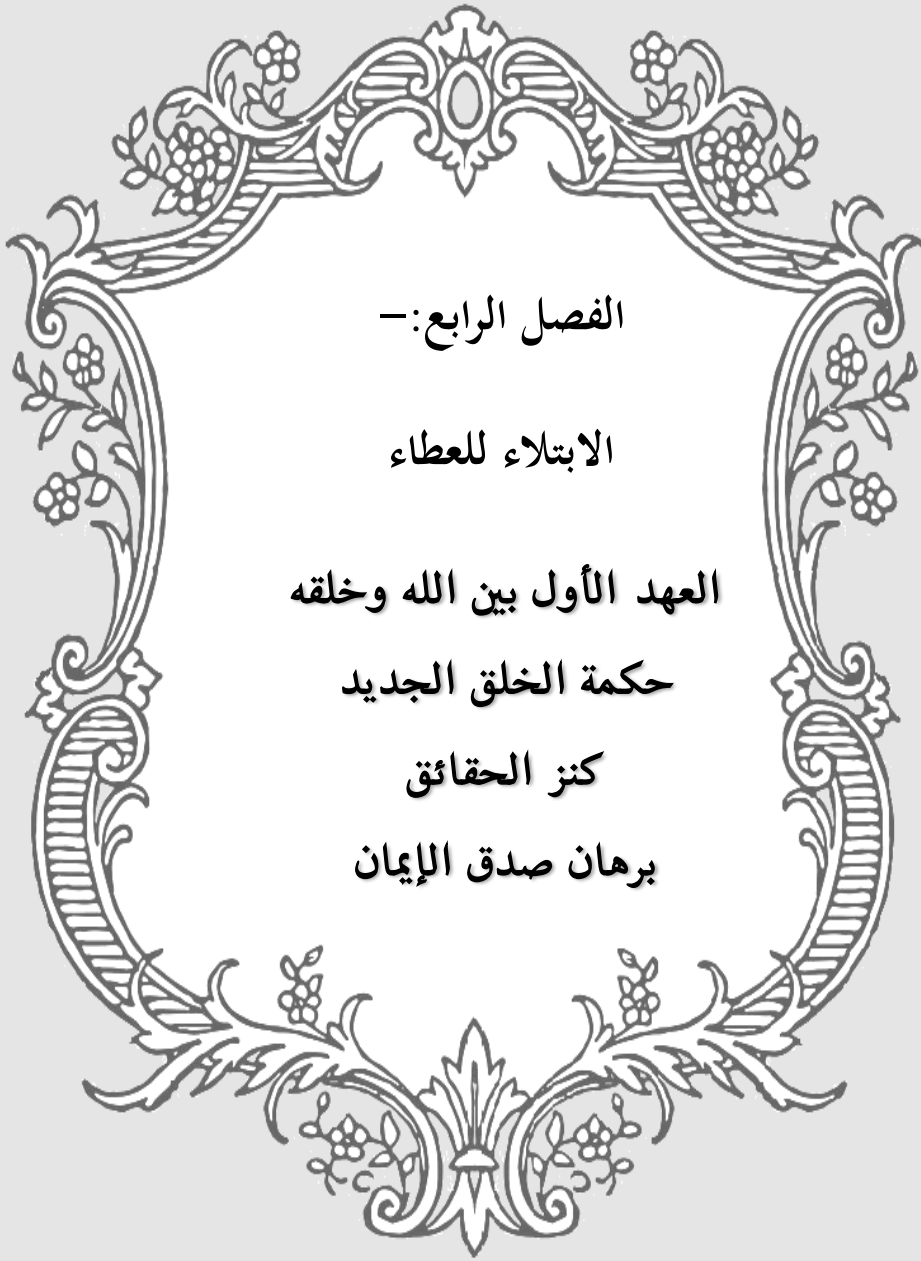 الفصل الرابع:-
الابتلاء للعطاء
العهد الأول بين الله وخلقه
حكمة الخلق الجديد
كنز الحقائق
برهان صدق الإيمان